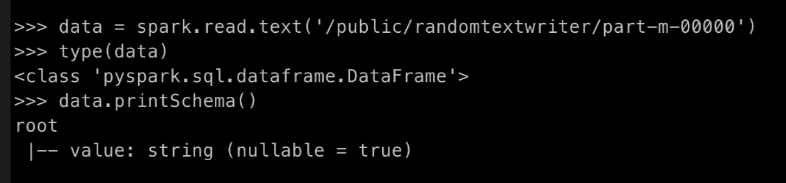 >>> data = spark.read.text('/public/randomtextwriter/part-m-00000')
>>> type(data)
<class 'pyspark.sql.dataframe.DataFrame'>
>>> data.printSchema()
root
 |-- value: string (nullable = true)